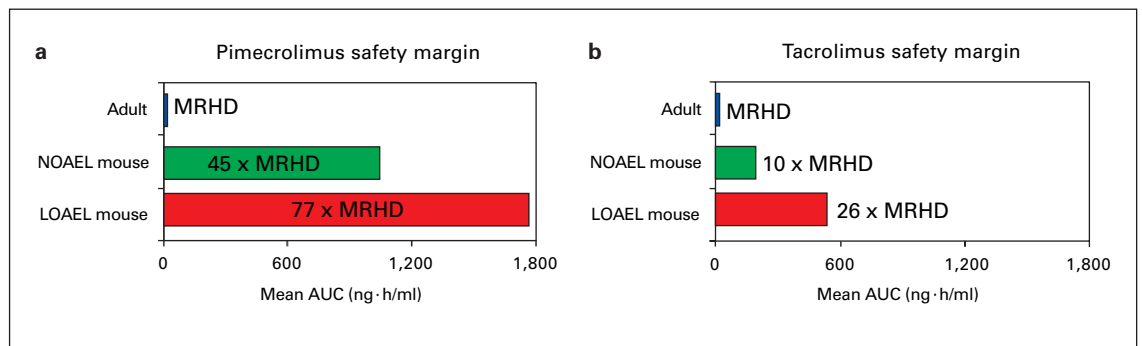 a Pimecrolimus safety margin
Adult
MRHD
NOAEL mouse
45 x MRHD
LOAEL mouse
77 x MRHD
0 600 1,200 1,800
Mean AUC (ng·h/ml)
b Tacrolimus safety margin
Adult
MRHD
NOAEL mouse
10 x MRHD
LOAEL mouse
26 x MRHD
0 600 1,200 1,800
Mean AUC (ng·h/ml)